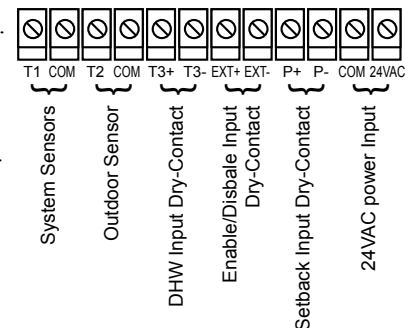 T1 COM T2 COM T3+ T3- EXT+ EXT- P+ P- COM 24VAC
System Sensors
Outdoor Sensor
DHW Input Dry-Contact
Enable/Disbale Input
Dry-Contact
Setback Input Dry-Contact
24VAC power Input